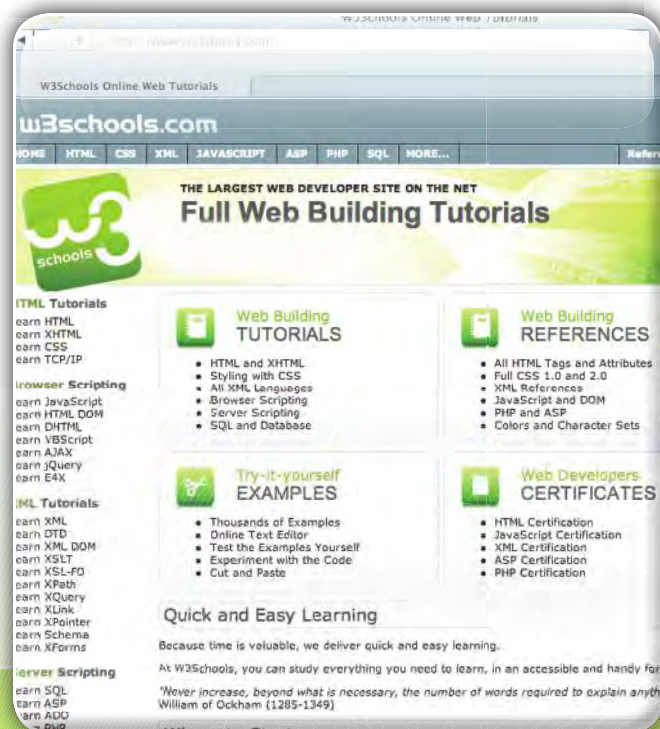 W3Schools Online Web Tutorials
W3Schools Online Web Tutorials
w3schools.com
HOME HTML CSS XML JAVASCRIPT ASP PHP SQL MORE... Refer
THE LARGEST WEB DEVELOPER SITE ON THE NET
Full Web Building Tutorials
w3
schools
HTML Tutorials
earn HTML
earn XHTML
earn CSS
earn TCP/IP
Browser Scripting
earn JavaScript
earn HTML DOM
earn DHTML
earn VBScript
earn AJAX
earn jQuery
earn E4X
XML Tutorials
earn XML
earn DTD
earn XML DOM
earn XSLT
earn XSL-FO
earn XPath
earn XQuery
earn XLink
earn XPointer
earn Schema
earn XForms
Server Scripting
earn SQL
earn ASP
earn ADO
PHP
Web Building
TUTORIALS
HTML and XHTML
Styling with CSS
All XML Languages
Browser Scripting
Server Scripting
SQL and Database
Web Building
REFERENCES
All HTML Tags and Attributes
Full CSS 1.0 and 2.0
XML References
JavaScript and DOM
PHP and ASP
Colors and Character Sets
Try-it-yourself
EXAMPLES
Thousands of Examples
Online Text Editor
Test the Examples Yourself
Experiment with the Code
Cut and Paste
Web Developers
CERTIFICATES
HTML Certification
JavaScript Certification
XML Certification
ASP Certification
PHP Certification
Quick and Easy Learning
Because time is valuable, we deliver quick and easy learning.
At W3Schools, you can study everything you need to learn, in an accessible and handy for
"Never increase, beyond what is necessary, the number of words required to explain anyth
William of Ockham (1285-1349)